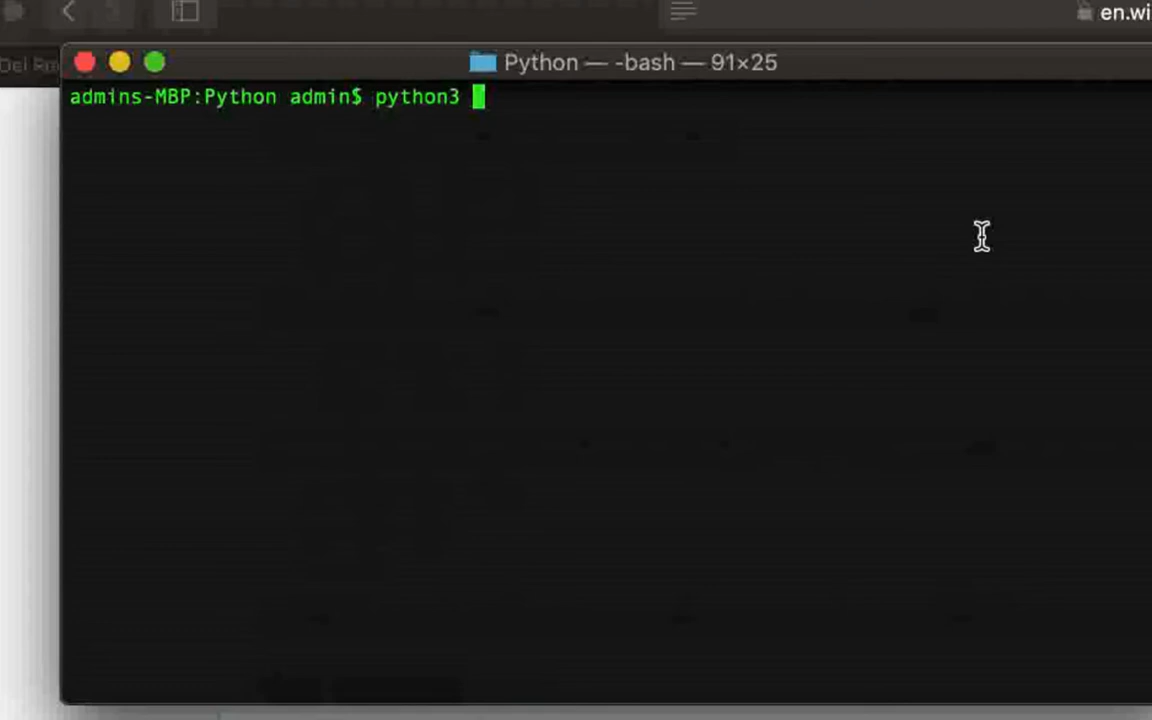 en.wi
Python — -bash — 91×25
admins-MBP:Python admin$ python3